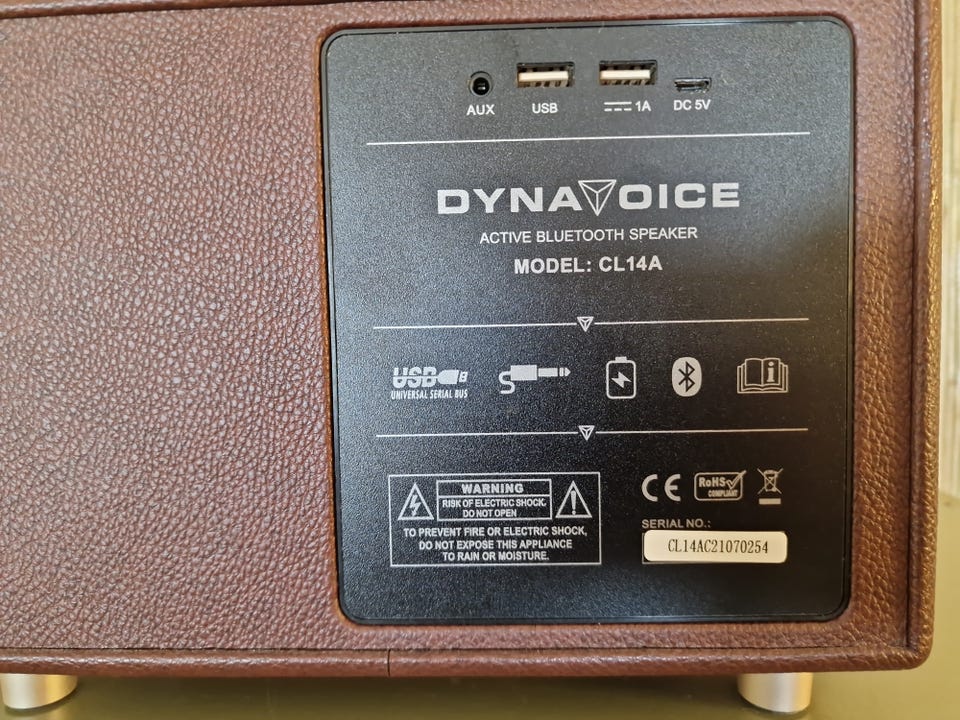 AUX
USB
1A
DC 5V
DYNAVOICE
ACTIVE BLUETOOTH SPEAKER
MODEL: CL14A
USB
UNIVERSAL SERIAL BUS
WARNING
RISK OF ELECTRIC SHOCK.
DO NOT OPEN
TO PREVENT FIRE OR ELECTRIC SHOCK,
DO NOT EXPOSE THIS APPLIANCE
TO RAIN OR MOISTURE.
CE
RoHS
COMPLIANT
SERIAL NO.:
CL14AC21070254